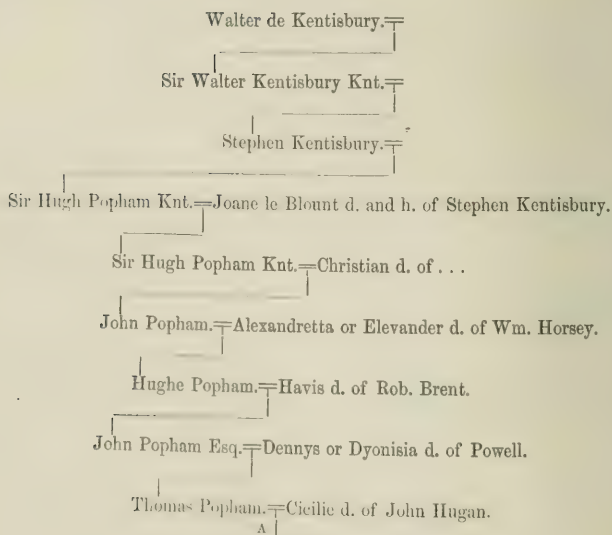 Walter de Kentisbury.
Sir Walter Kentisbury Knt.
Stephen Kentisbury.
Sir Hugh Popham Knt.=Joane le Blount d. and h. of Stephen Kentisbury.
Sir Hugh Popham Knt.=Christian d. of . . .
John Popham.=Alexandretta or Elevander d. of Wm. Horsey.
Hughe Popham.=Havis d. of Rob. Brent.
John Popham Esq.=Dennys or Dyonisia d. of Powell.
Thomas Popham.=Cicilie d. of John Hugan.
A